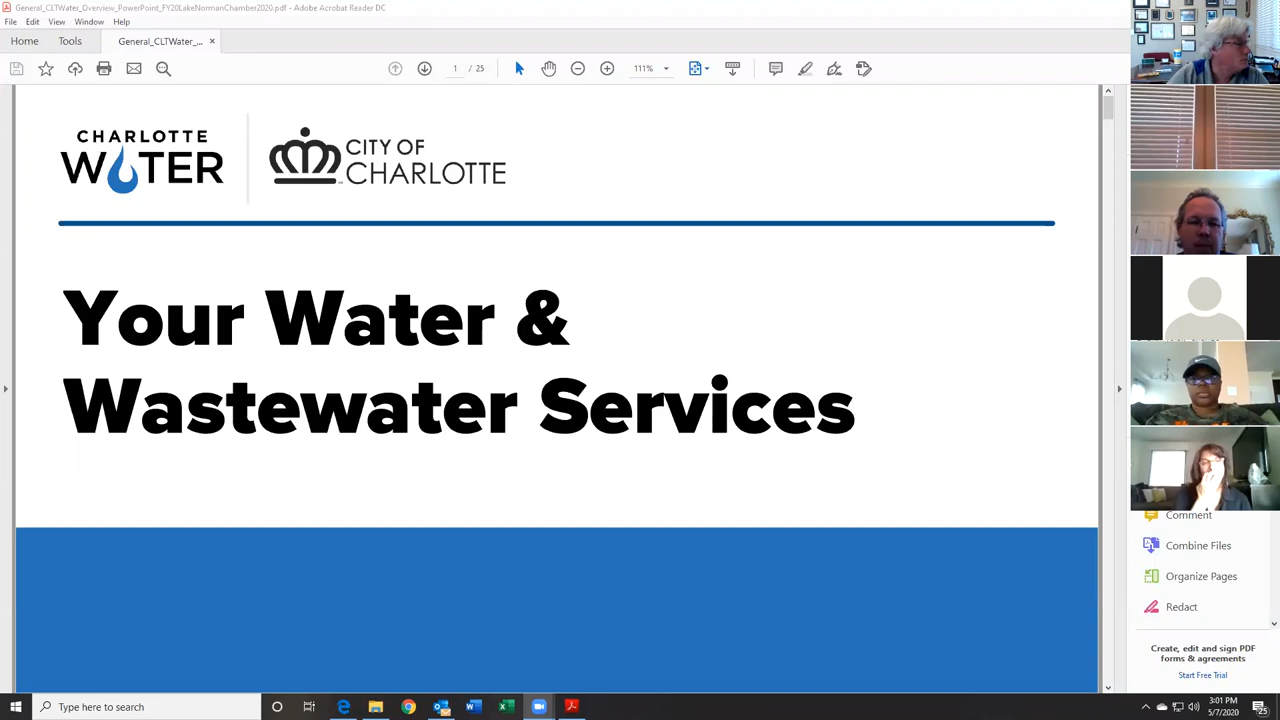 General_CLTWater_Overview_PowerPoint_FY20LakeNormanChamber2020.pdf - Adobe Acrobat Reader DC
File Edit View Window Help
Home Tools General_CLTWater_... ×
111%
CHARLOTTE
WATER
CITY OF
CHARLOTTE
Your Water &
Wastewater Services
Comment
Combine Files
Organize Pages
Redact
Create, edit and sign PDF
forms & agreements
Start Free Trial
Type here to search
3:01 PM
5/7/2020
25